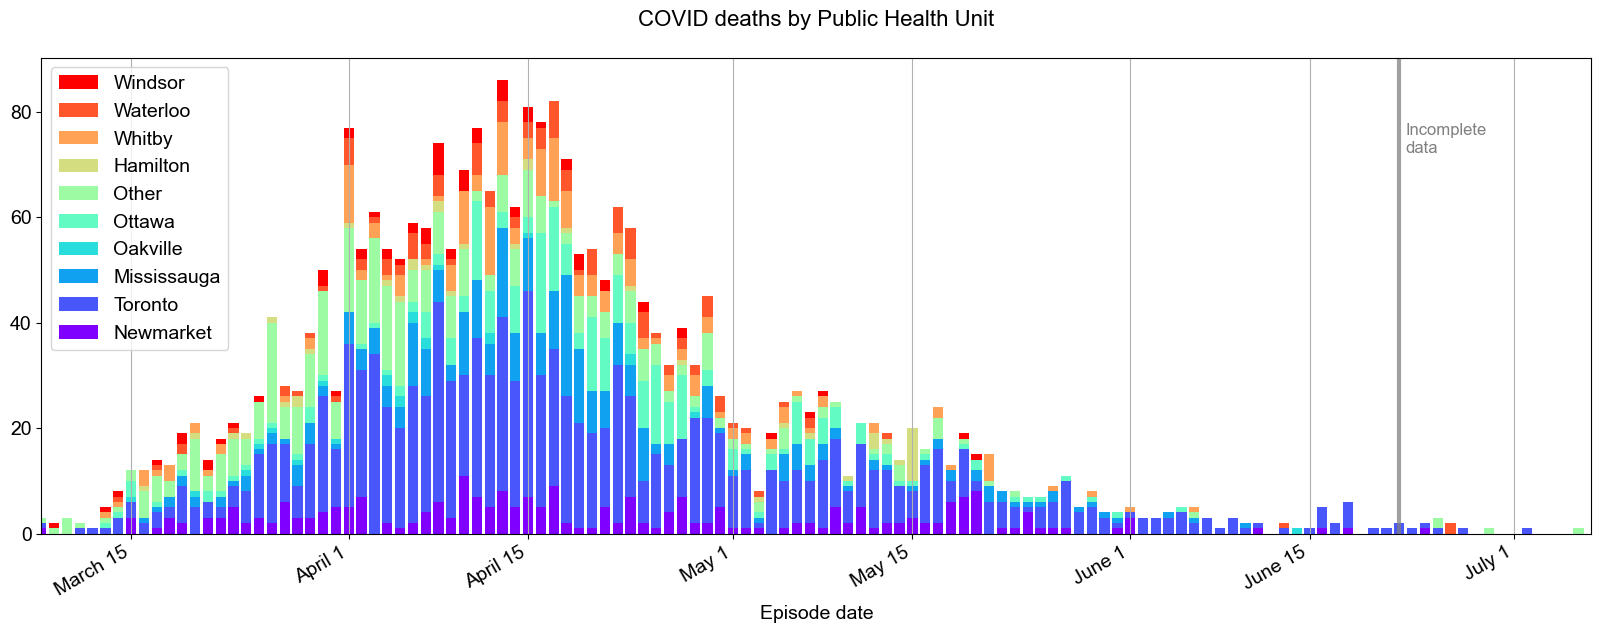 COVID deaths by Public Health Unit
Windsor
Waterloo
Whitby
Hamilton
Other
Ottawa
Oakville
Mississauga
Toronto
Newmarket
Incomplete
data
80
60
40
20
0
March 15
April 1
April 15
May 1
May 15
June 1
June 15
July 1
Episode date